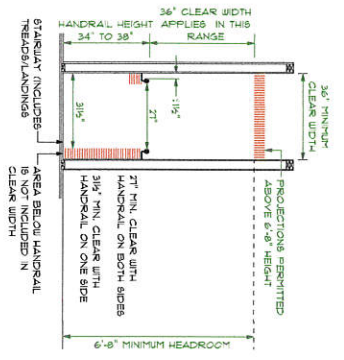 36" CLEAR WIDTH
APPLIES IN THIS
RANGE
HANDRAIL HEIGHT
34" TO 38"
36" MINIMUM
CLEAR WIDTH
PROJECTIONS PERMITTED
ABOVE 6'-8" HEIGHT
4½"
27"
31½"
27" MIN. CLEAR WITH
HANDRAIL ON BOTH SIDES
31½" MIN. CLEAR WITH
HANDRAIL ON ONE SIDE
STAIRWAY (INCLUDES
TREADS/LANDINGS
AREA BELOW HANDRAIL
IS NOT INCLUDED IN
CLEAR WIDTH
6'-8" MINIMUM HEADROOM